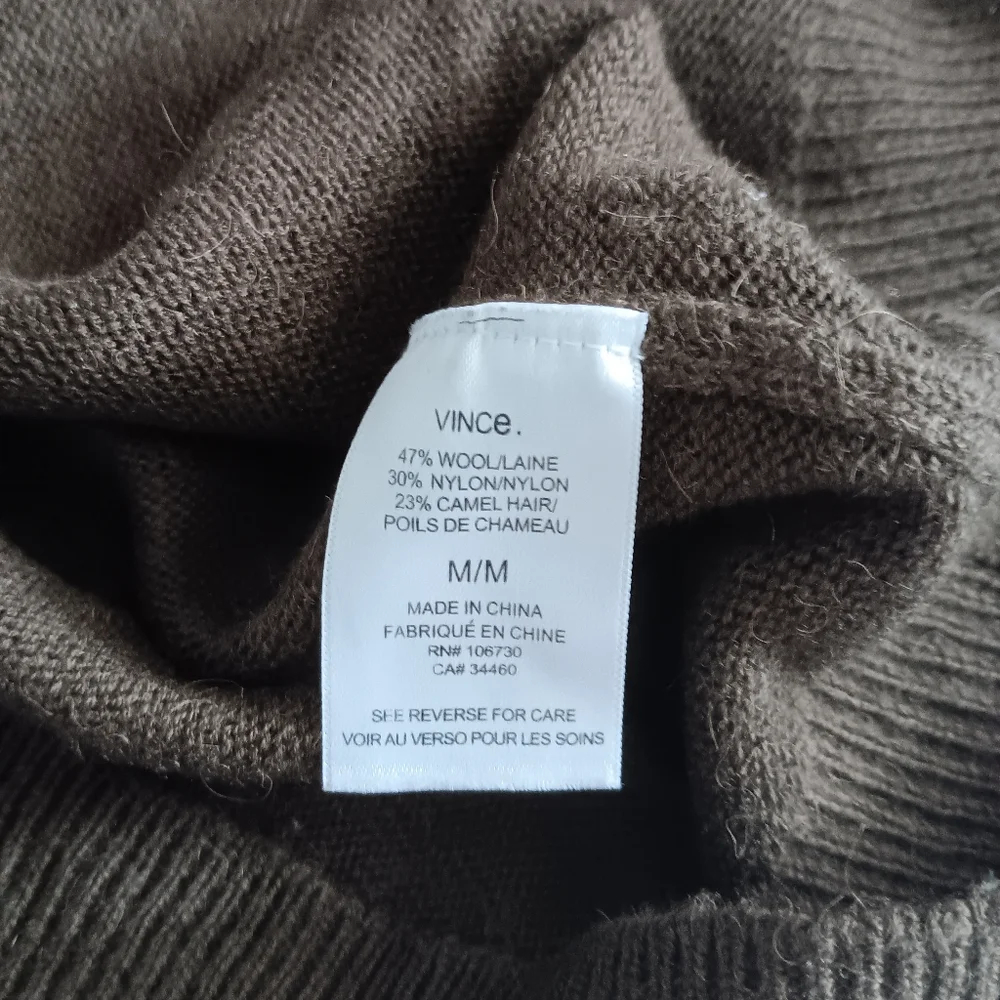 VINCe.
47% WOOL/LAINE
30% NYLON/NYLON
23% CAMEL HAIR/
POILS DE CHAMEAU
M/M
MADE IN CHINA
FABRIQUÉ EN CHINE
RN# 106730
CA# 34460
SEE REVERSE FOR CARE
VOIR AU VERSO POUR LES SOINS